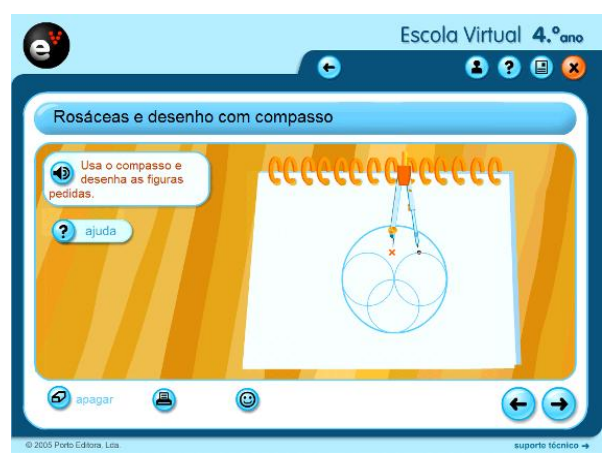 Escola Virtual 4.ºano
e
Rosáceas e desenho com compasso
Usa o compasso e
desenha as figuras
pedidas.
? ajuda
apagar
© 2005 Porto Editora, Lda.
suporte técnico →